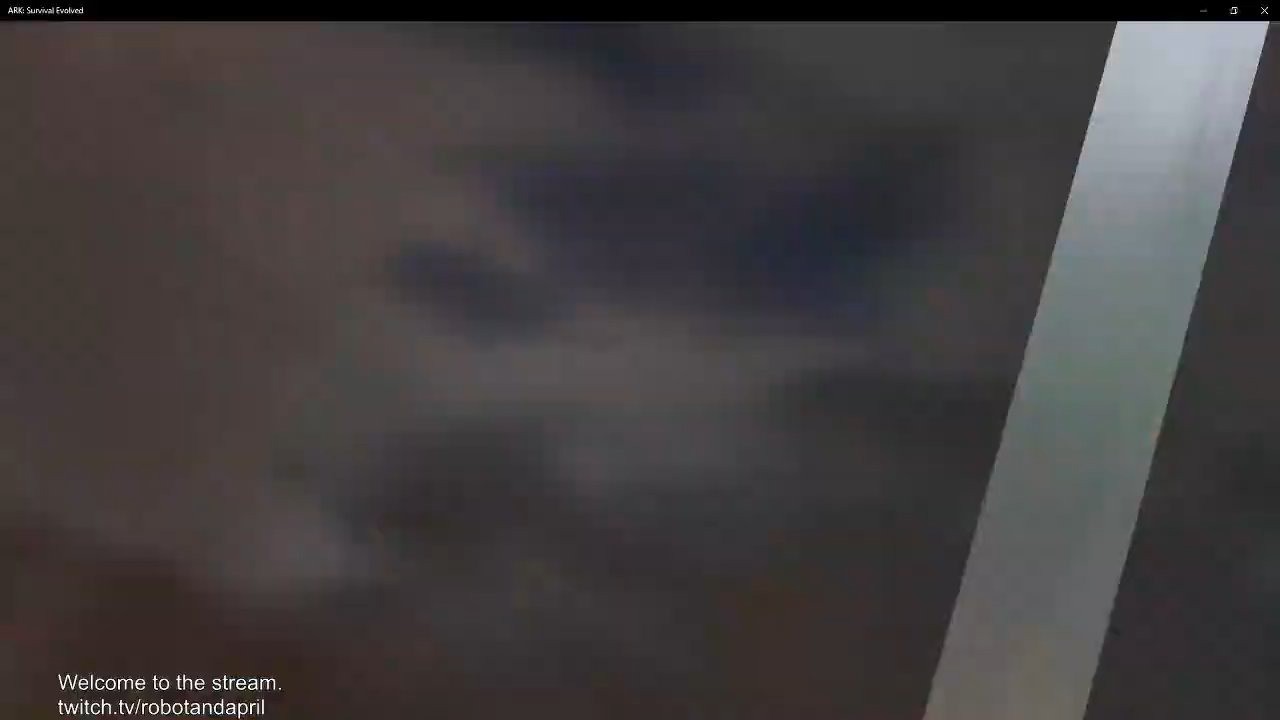 ARK: Survival Evolved
Welcome to the stream.
twitch.tv/robotandapril